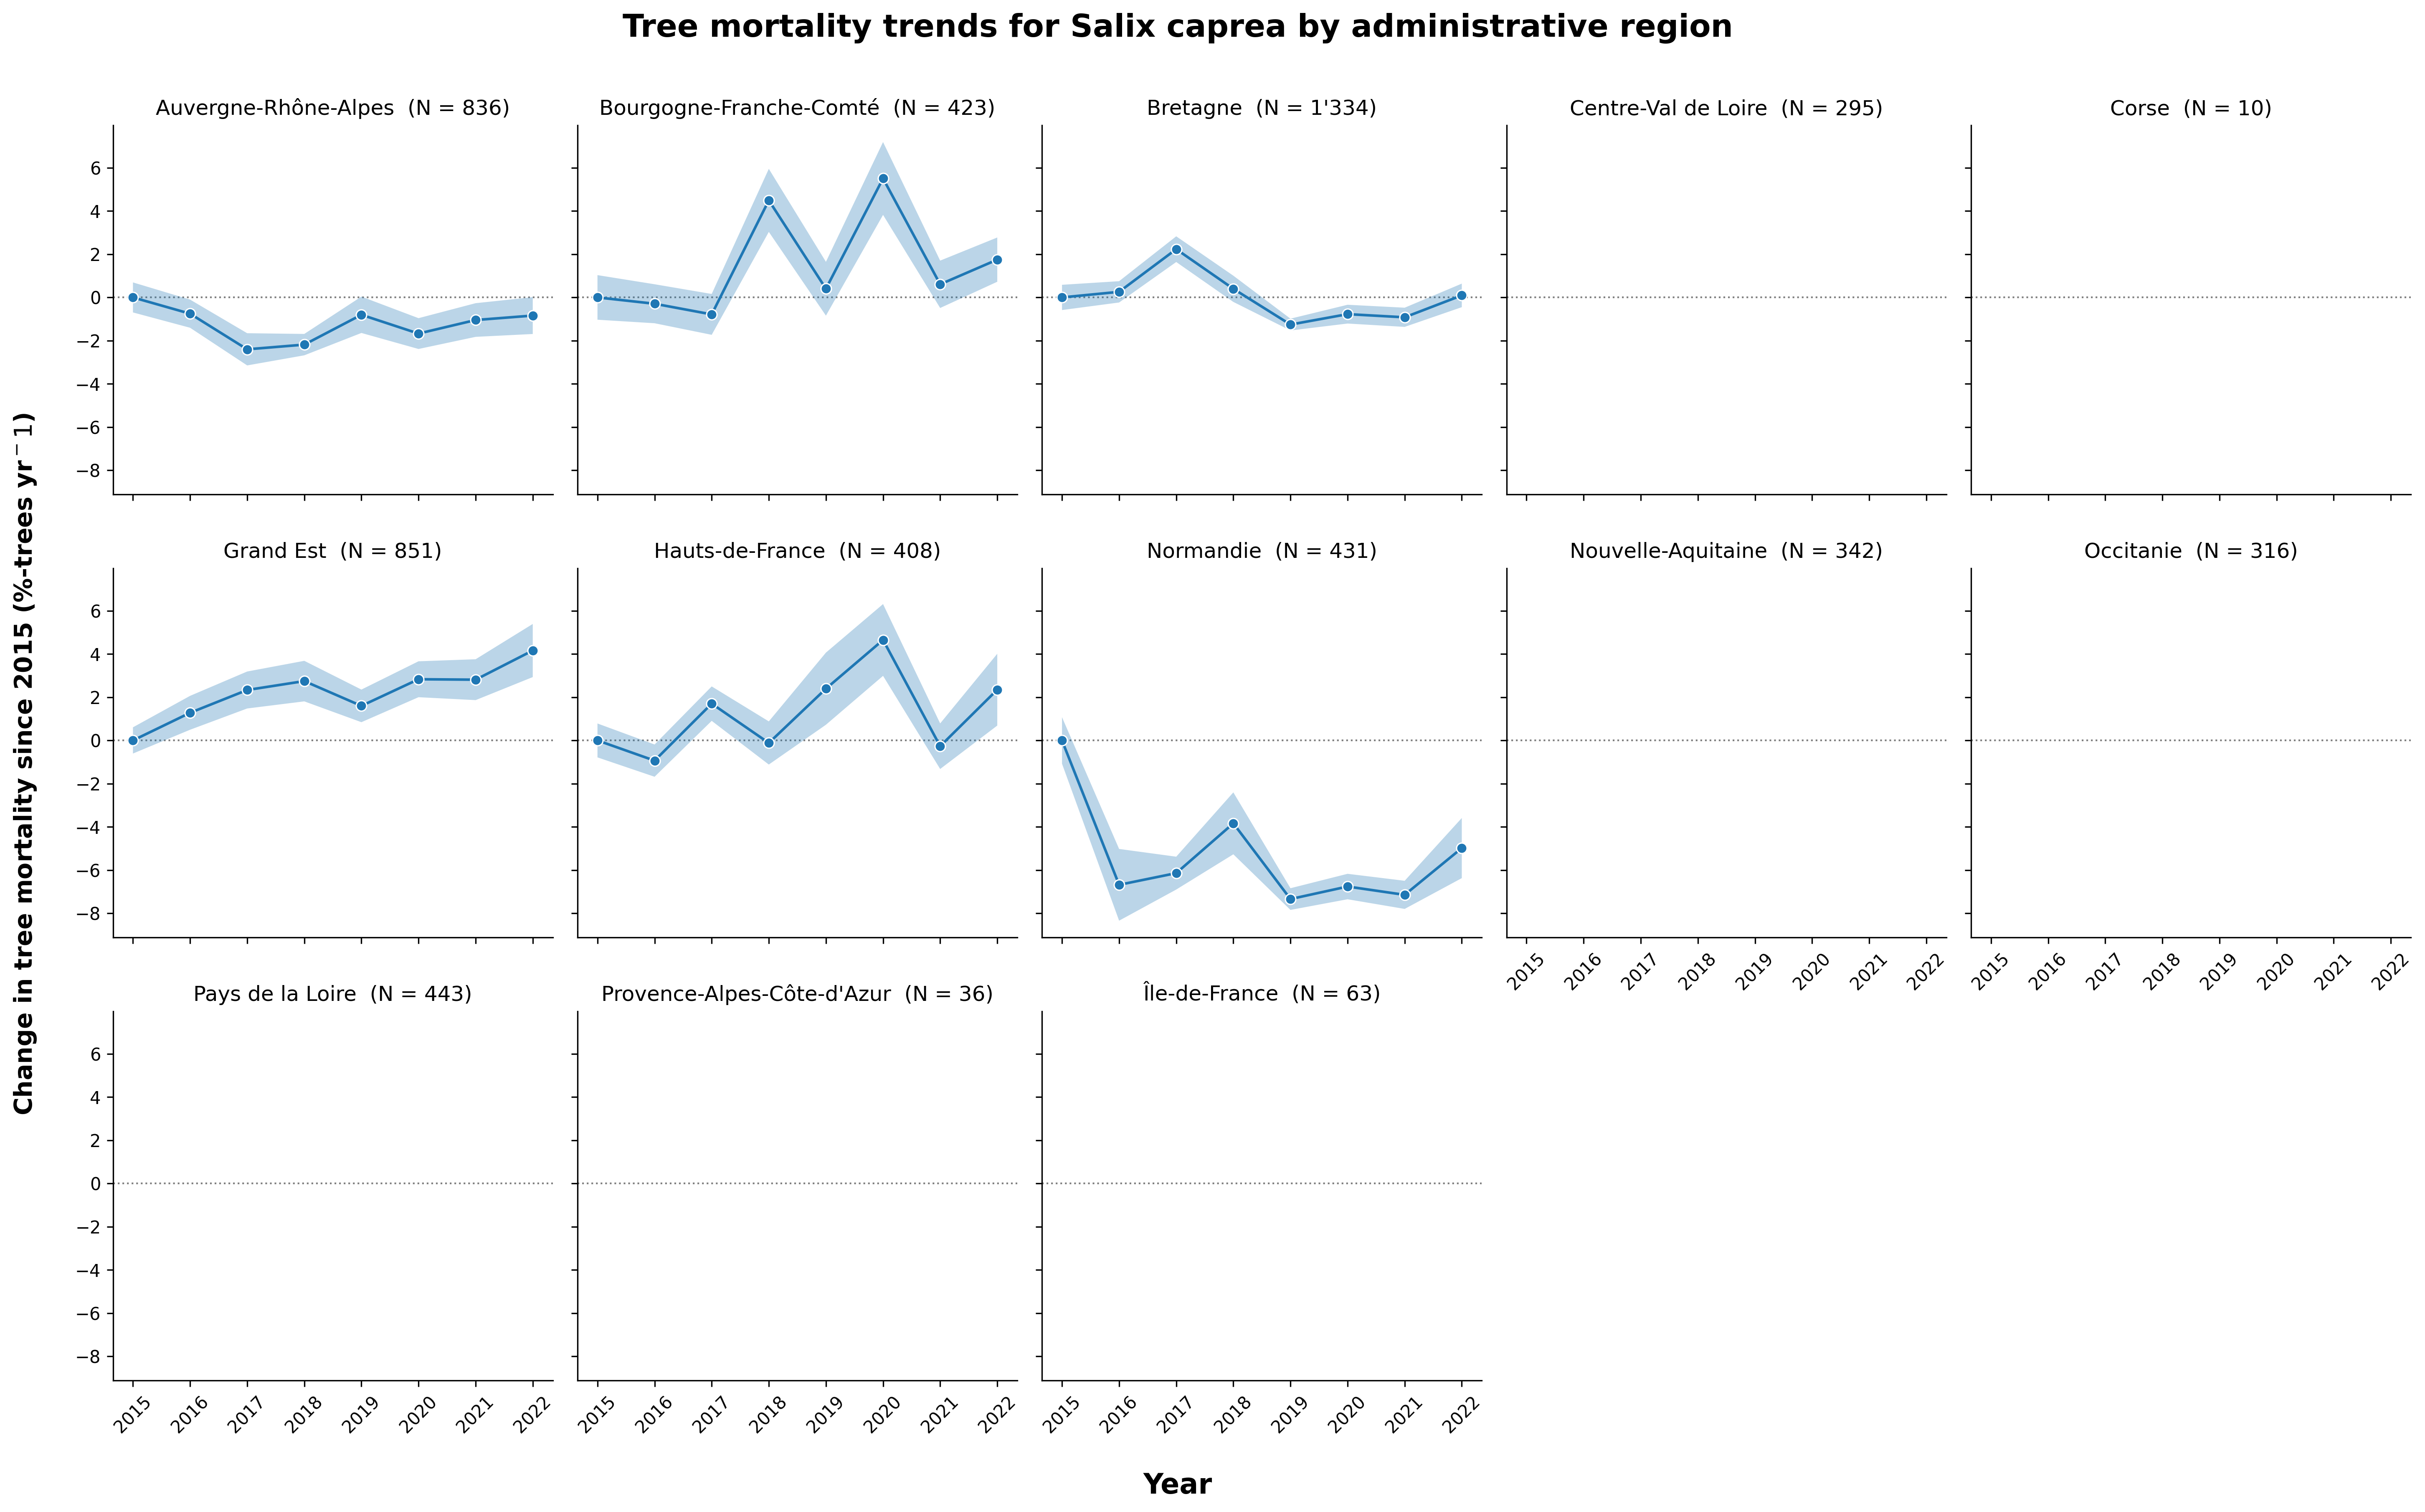 Tree mortality trends for Salix caprea by administrative region
Change in tree mortality since 2015 (%-trees yr⁻1)
Auvergne-Rhône-Alpes (N = 836)
6
4
2
0
−2
−4
−6
−8
Bourgogne-Franche-Comté (N = 423)
Bretagne (N = 1'334)
Centre-Val de Loire (N = 295)
Corse (N = 10)
Grand Est (N = 851)
6
4
2
0
−2
−4
−6
−8
Hauts-de-France (N = 408)
Normandie (N = 431)
Nouvelle-Aquitaine (N = 342)
2015 2016 2017 2018 2019 2020 2021 2022
Occitanie (N = 316)
2015 2016 2017 2018 2019 2020 2021 2022
Pays de la Loire (N = 443)
6
4
2
0
−2
−4
−6
−8
2015 2016 2017 2018 2019 2020 2021 2022
Provence-Alpes-Côte-d'Azur (N = 36)
2015 2016 2017 2018 2019 2020 2021 2022
Île-de-France (N = 63)
2015 2016 2017 2018 2019 2020 2021 2022
Year